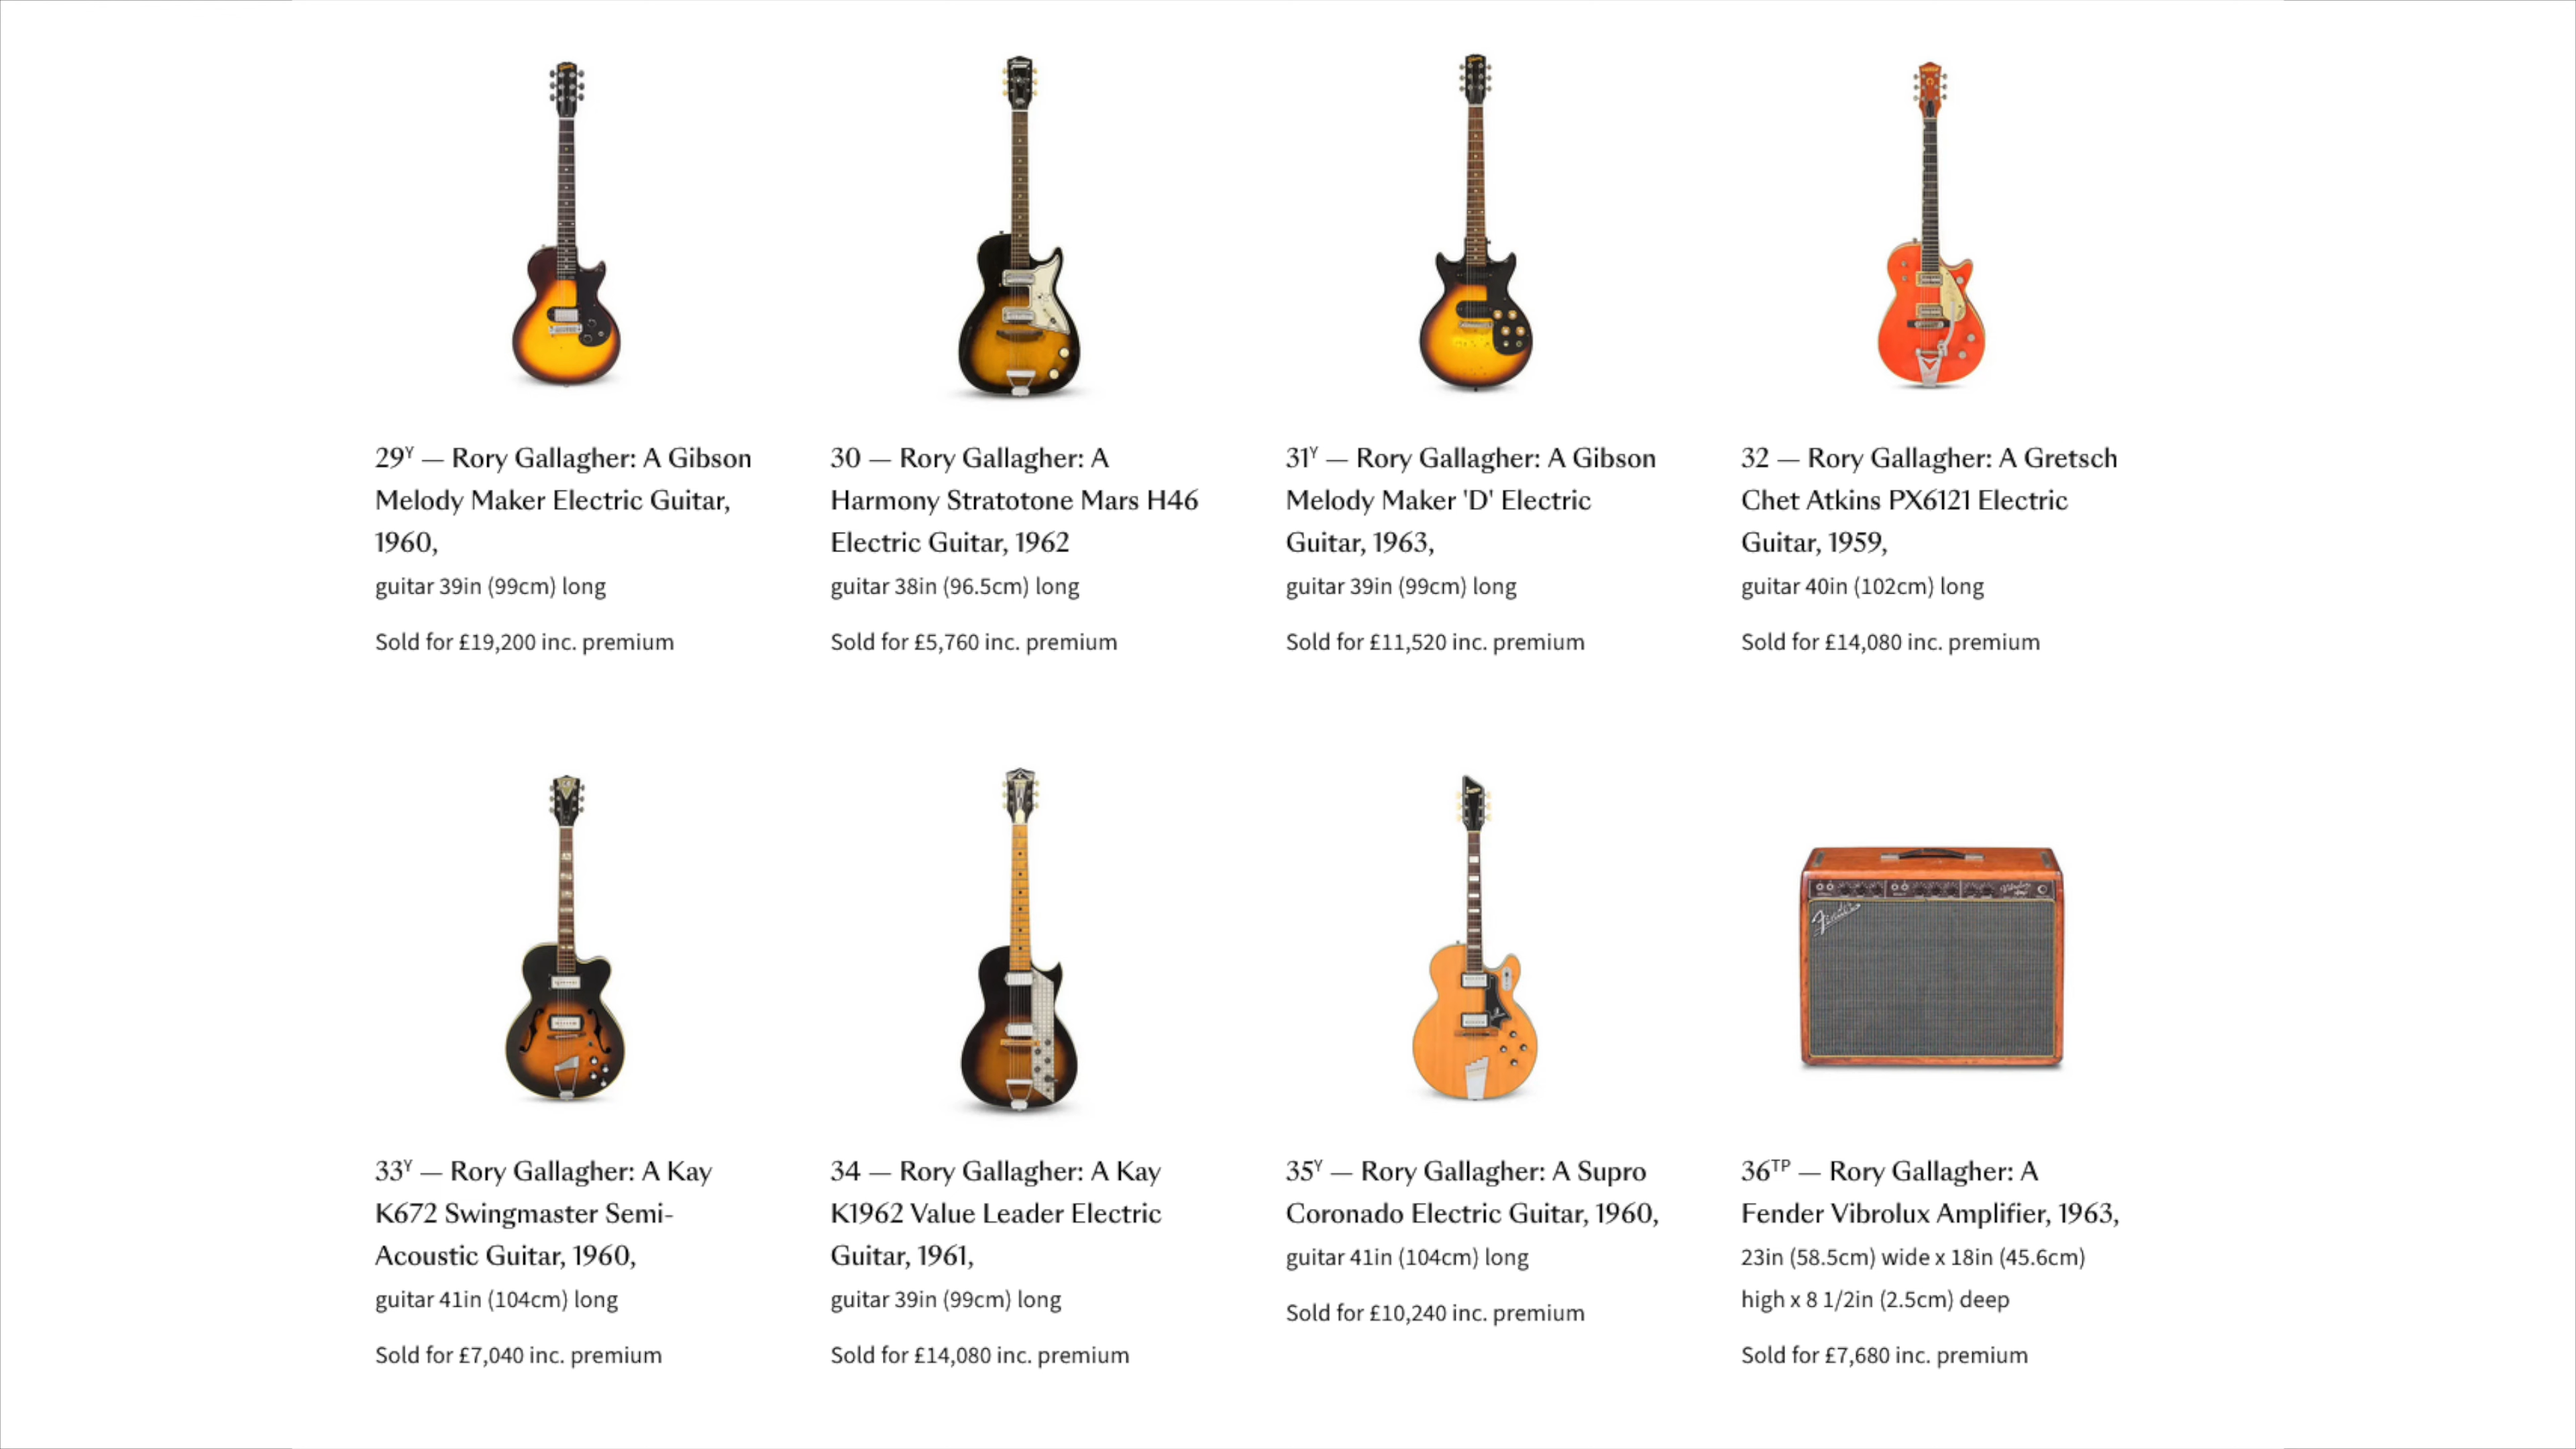 29Y — Rory Gallagher: A Gibson
Melody Maker Electric Guitar,
1960,
guitar 39in (99cm) long
Sold for £19,200 inc. premium
30 — Rory Gallagher: A
Harmony Stratotone Mars H46
Electric Guitar, 1962
guitar 38in (96.5cm) long
Sold for £5,760 inc. premium
31Y — Rory Gallagher: A Gibson
Melody Maker 'D' Electric
Guitar, 1963,
guitar 39in (99cm) long
Sold for £11,520 inc. premium
32 — Rory Gallagher: A Gretsch
Chet Atkins PX6121 Electric
Guitar, 1959,
guitar 40in (102cm) long
Sold for £14,080 inc. premium
Fender
33Y — Rory Gallagher: A Kay
K672 Swingmaster Semi-
Acoustic Guitar, 1960,
guitar 41in (104cm) long
Sold for £7,040 inc. premium
34 — Rory Gallagher: A Kay
K1962 Value Leader Electric
Guitar, 1961,
guitar 39in (99cm) long
Sold for £14,080 inc. premium
35Y — Rory Gallagher: A Supro
Coronado Electric Guitar, 1960,
guitar 41in (104cm) long
Sold for £10,240 inc. premium
36TP — Rory Gallagher: A
Fender Vibrolux Amplifier, 1963,
23in (58.5cm) wide x 18in (45.6cm)
high x 8 1/2in (2.5cm) deep
Sold for £7,680 inc. premium